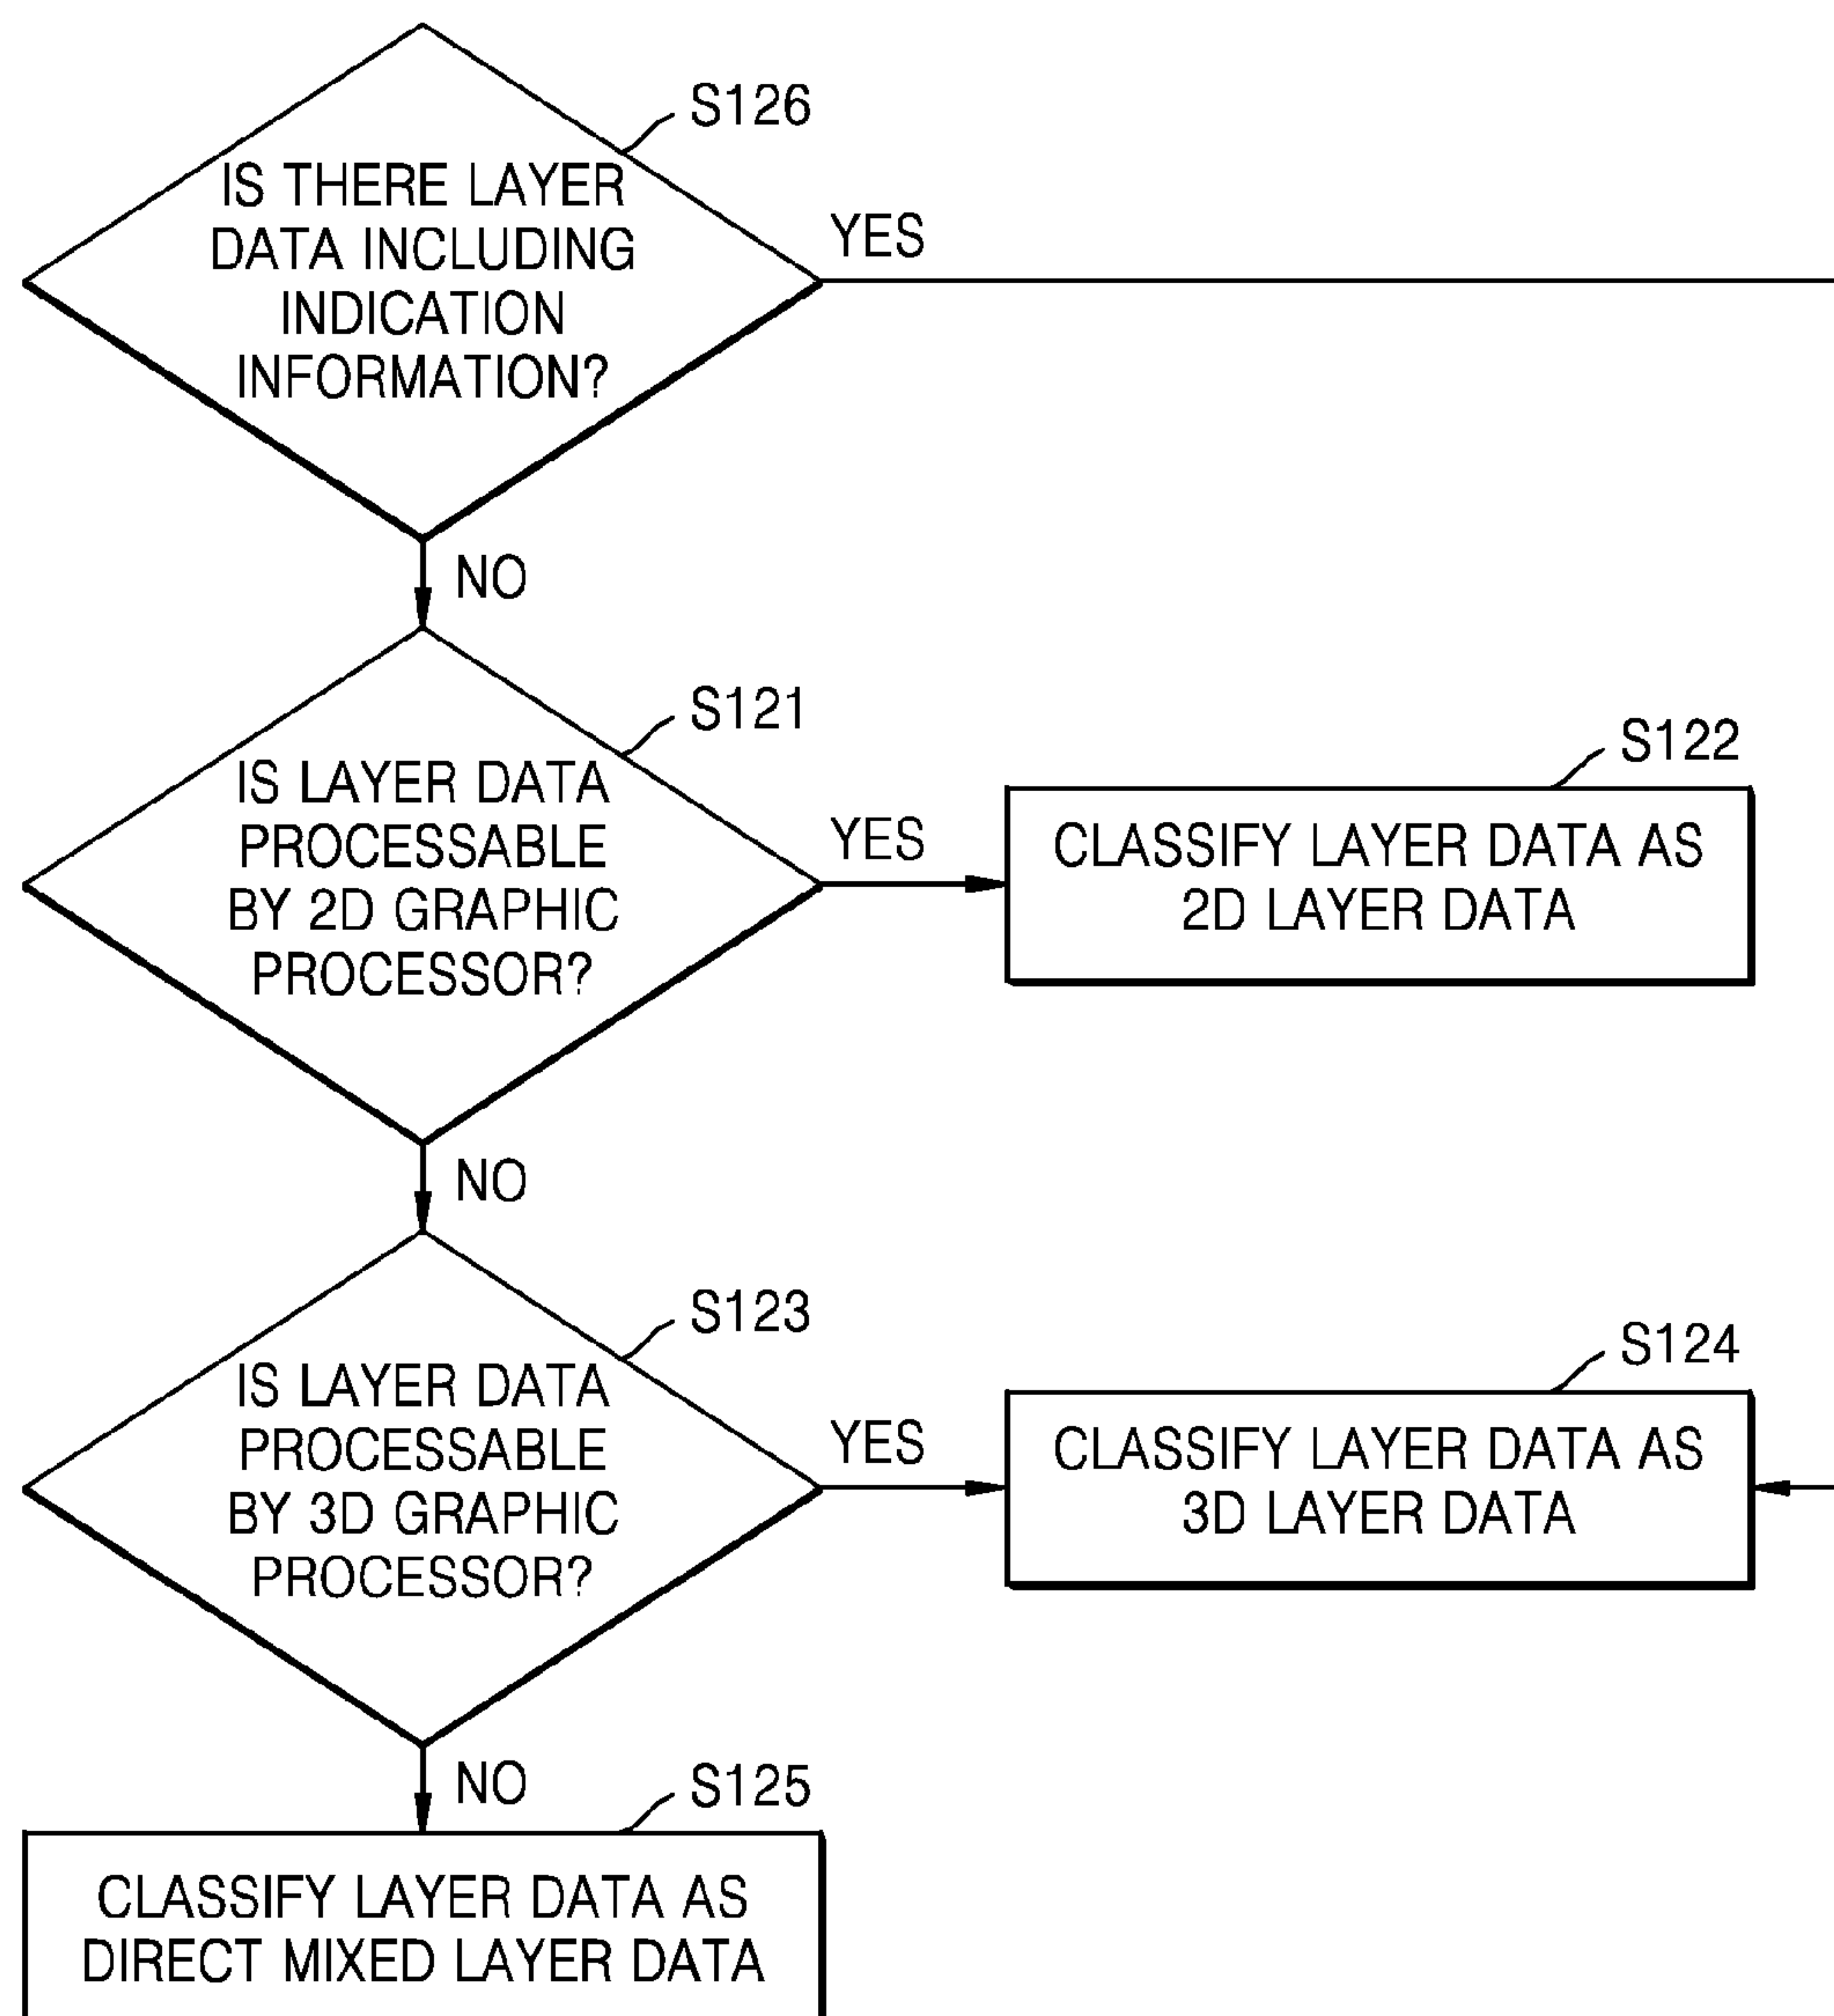 S126
IS THERE LAYER
DATA INCLUDING
INDICATION
INFORMATION?
YES
NO
S121
IS LAYER DATA
PROCESSABLE
BY 2D GRAPHIC
PROCESSOR?
YES
S122
CLASSIFY LAYER DATA AS
2D LAYER DATA
NO
S123
IS LAYER DATA
PROCESSABLE
BY 3D GRAPHIC
PROCESSOR?
YES
S124
CLASSIFY LAYER DATA AS
3D LAYER DATA
NO
S125
CLASSIFY LAYER DATA AS
DIRECT MIXED LAYER DATA